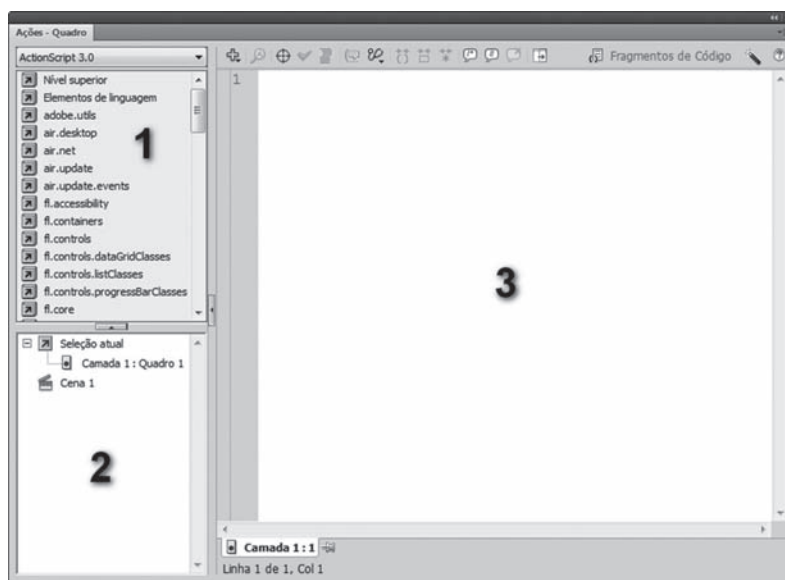 Ações - Quadro
ActionScript 3.0
Fragmentos de Código
Nível superior
Elementos de linguagem
adobe.utils
air.desktop
air.net
air.update
air.update.events
fl.accessibility
fl.containers
fl.controls
fl.controls.dataGridClasses
fl.controls.listClasses
fl.controls.progressBarClasses
fl.core
1
Seleção atual
Camada 1 : Quadro 1
Cena 1
2
1
3
Camada 1 : 1
Linha 1 de 1, Col 1